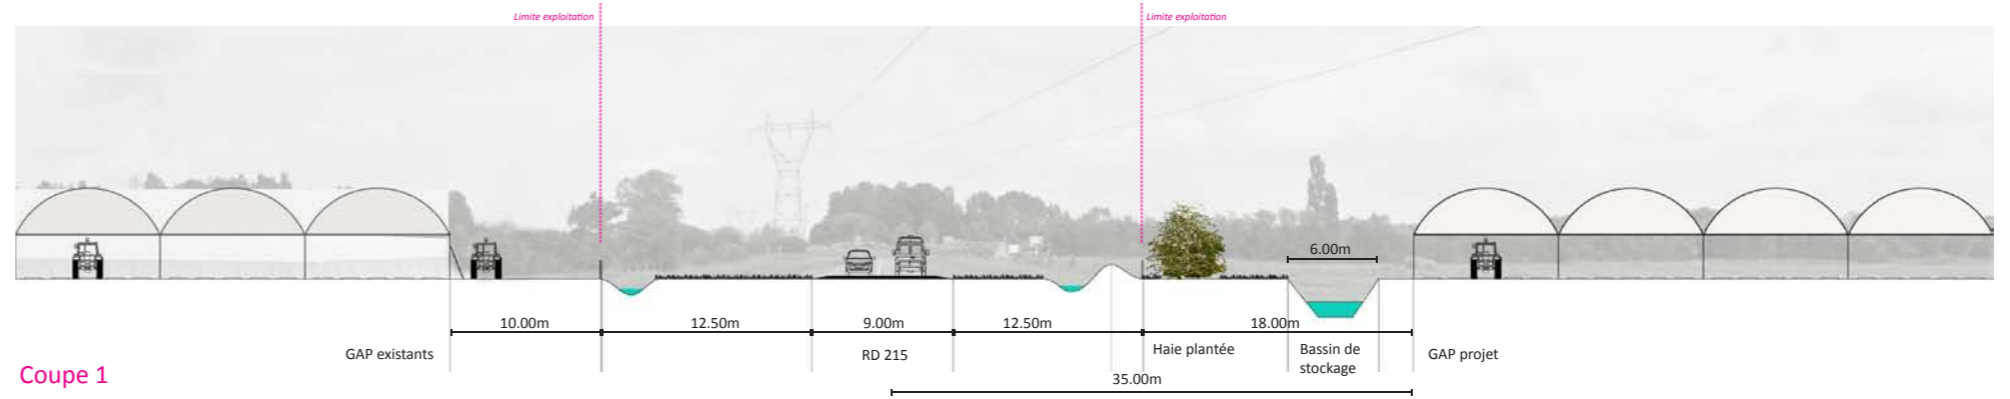 Limite exploitation
Limite exploitation
6.00m
10.00m
12.50m
9.00m
12.50m
18.00m
GAP existants
RD 215
Haie plantée
Bassin de
stockage
GAP projet
35.00m
Coupe 1